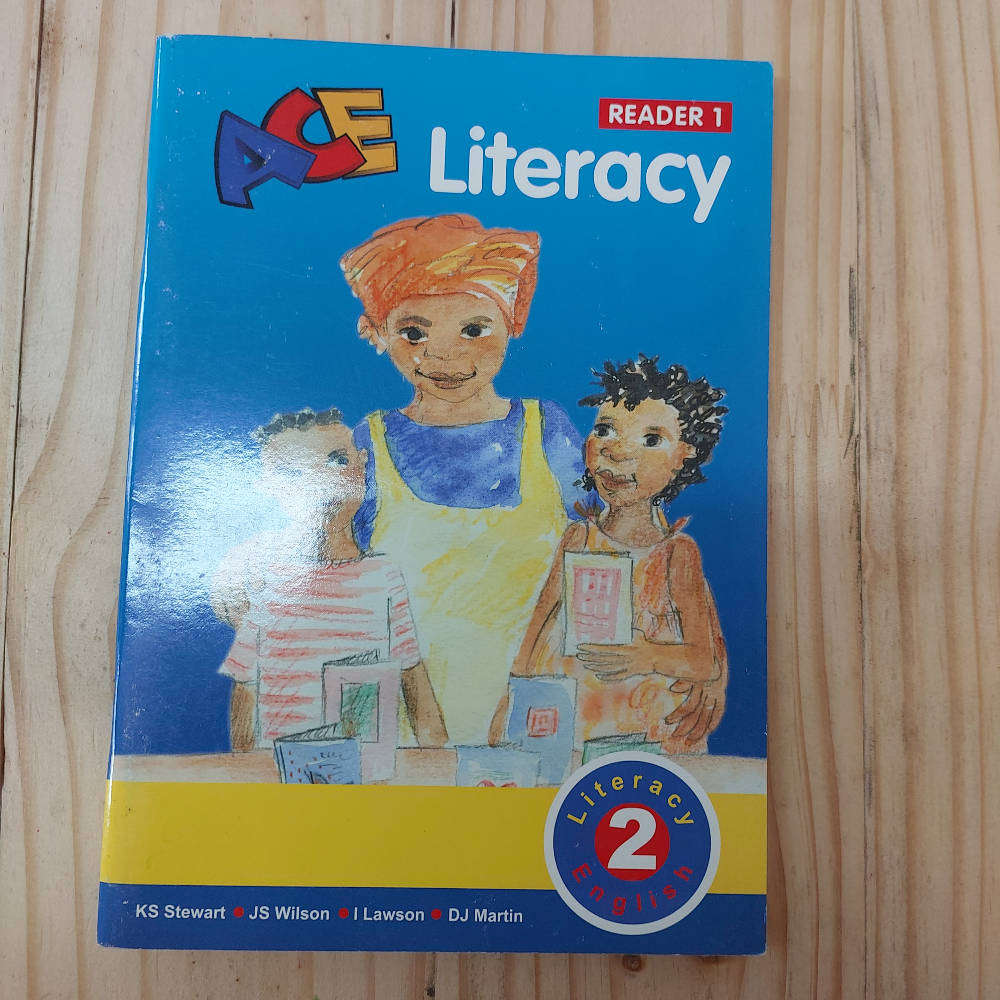 ACE
READER 1
Literacy
Literacy
2
English
KS Stewart • JS Wilson • I Lawson • DJ Martin